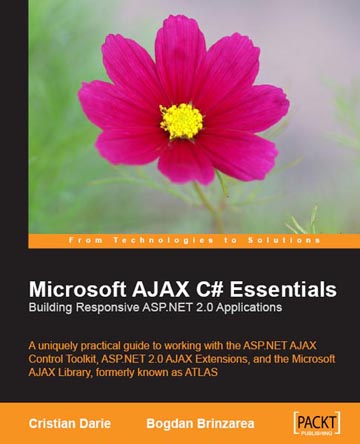 From Technologies to Solutions
Microsoft AJAX C# Essentials
Building Responsive ASP.NET 2.0 Applications
A uniquely practical guide to working with the ASP.NET AJAX
Control Toolkit, ASP.NET 2.0 AJAX Extensions, and the Microsoft
AJAX Library, formerly known as ATLAS
Cristian Darie Bogdan Brinzarea
PACKT
PUBLISHING